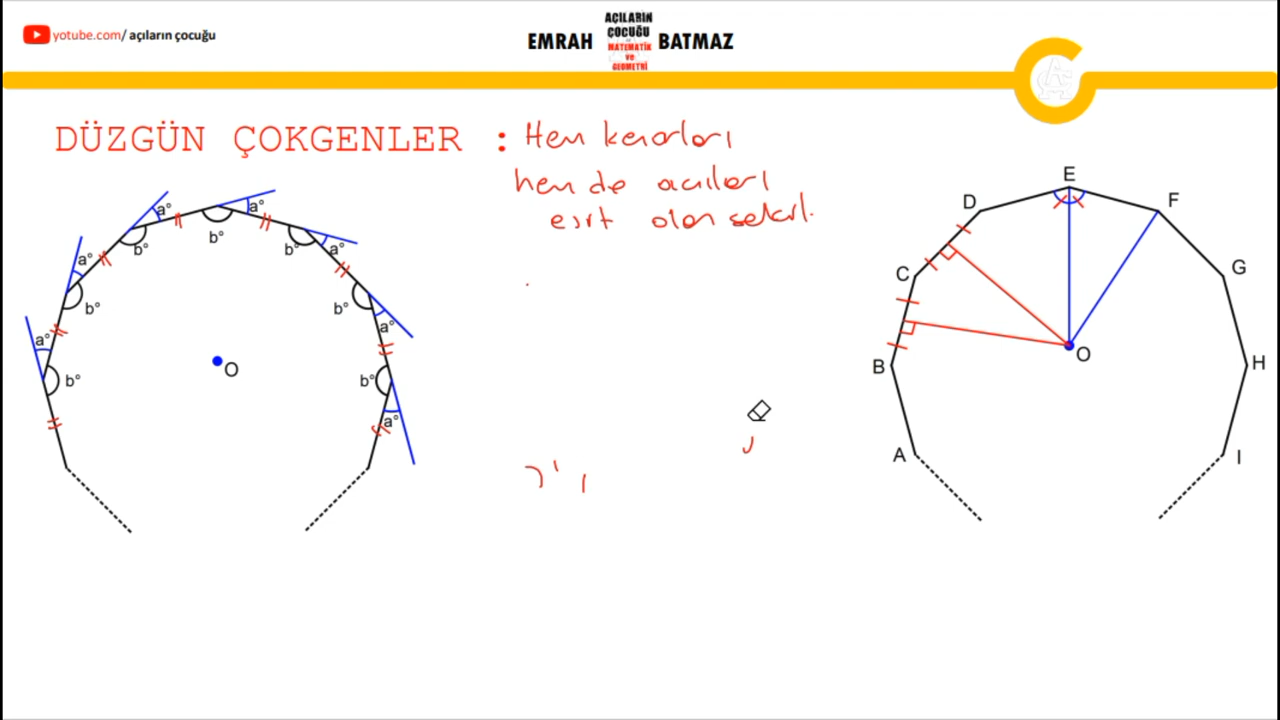 yotube.com/ açıların çocuğu
EMRAH
AÇILARIN
ÇOCUĞU
MATEMATİK
ve
GEOMETRİ
BATMAZ
DÜZGÜN ÇOKGENLER :
Hem kenarları
hem de açıları
eşit olan şekil.
a° a° a° a° a° a° a°
b° b° b° b° b° b° b°
O
A
B
C
D
E
F
G
H
I
O